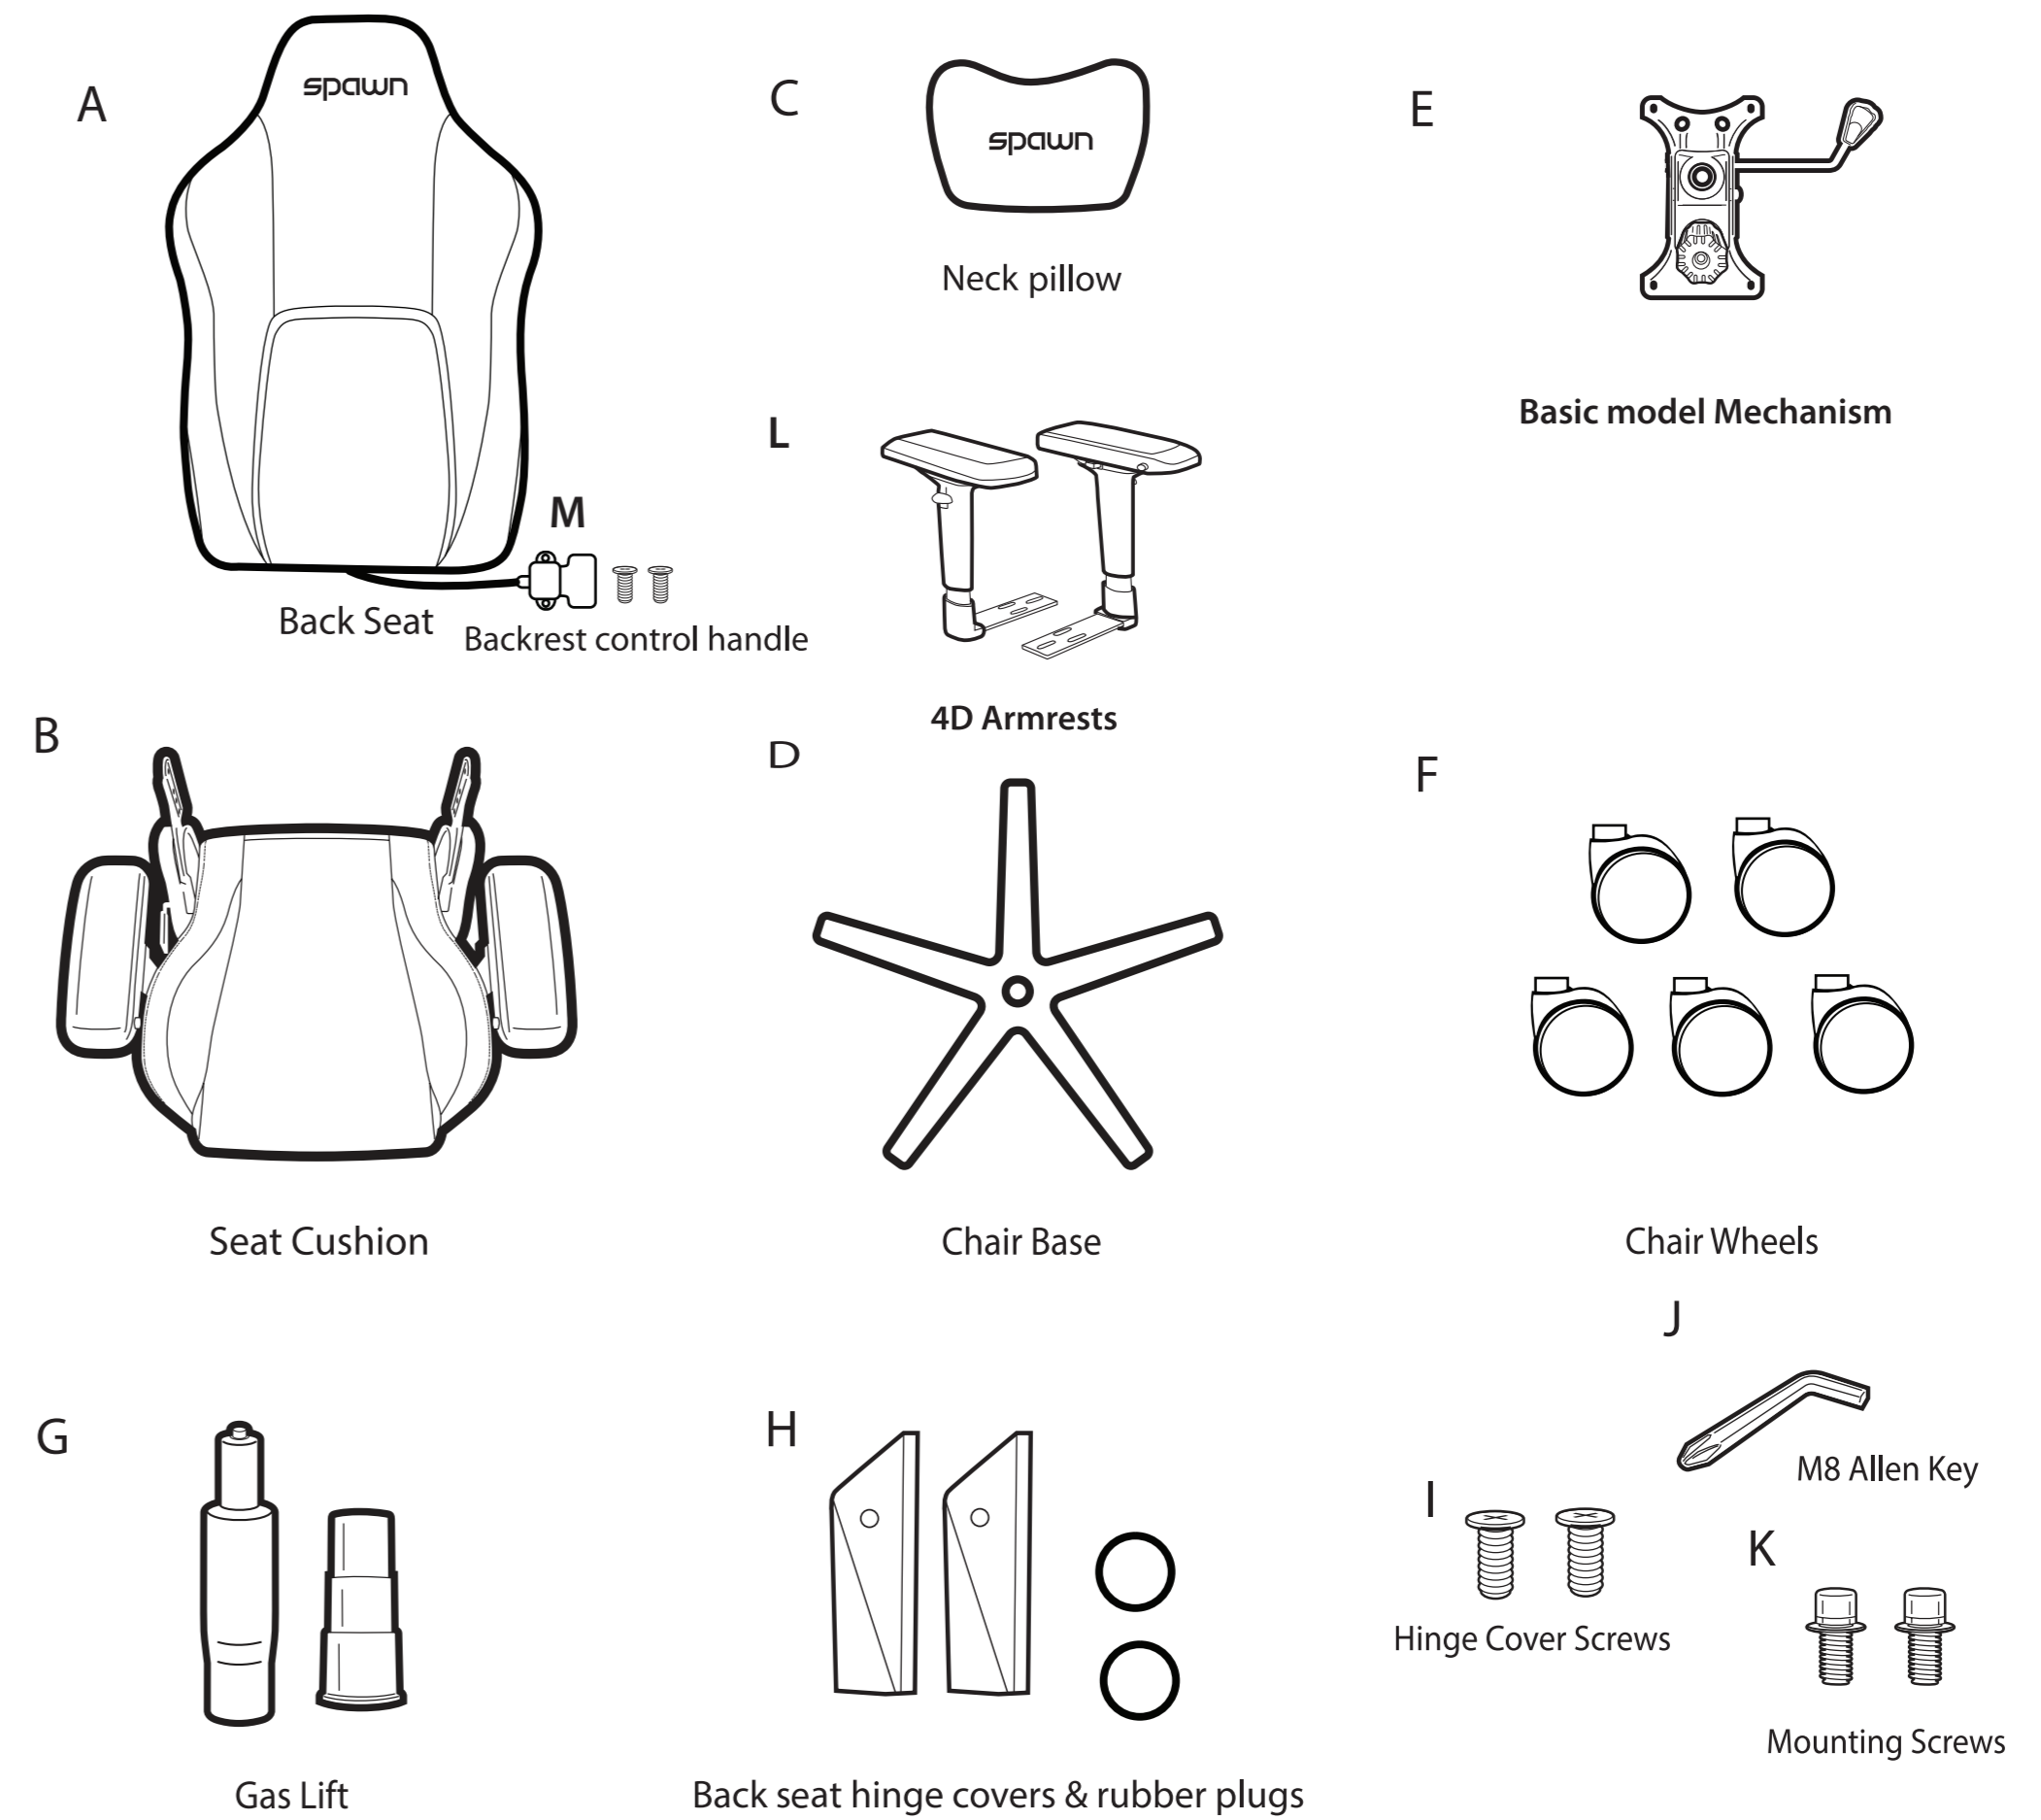 A
spawn
C
spawn
Neck pillow
E
Basic model Mechanism
L
4D Armrests
M
Back Seat
Backrest control handle
B
Seat Cushion
D
Chair Base
F
Chair Wheels
G
Gas Lift
H
Back seat hinge covers & rubber plugs
J
M8 Allen Key
I
Hinge Cover Screws
K
Mounting Screws